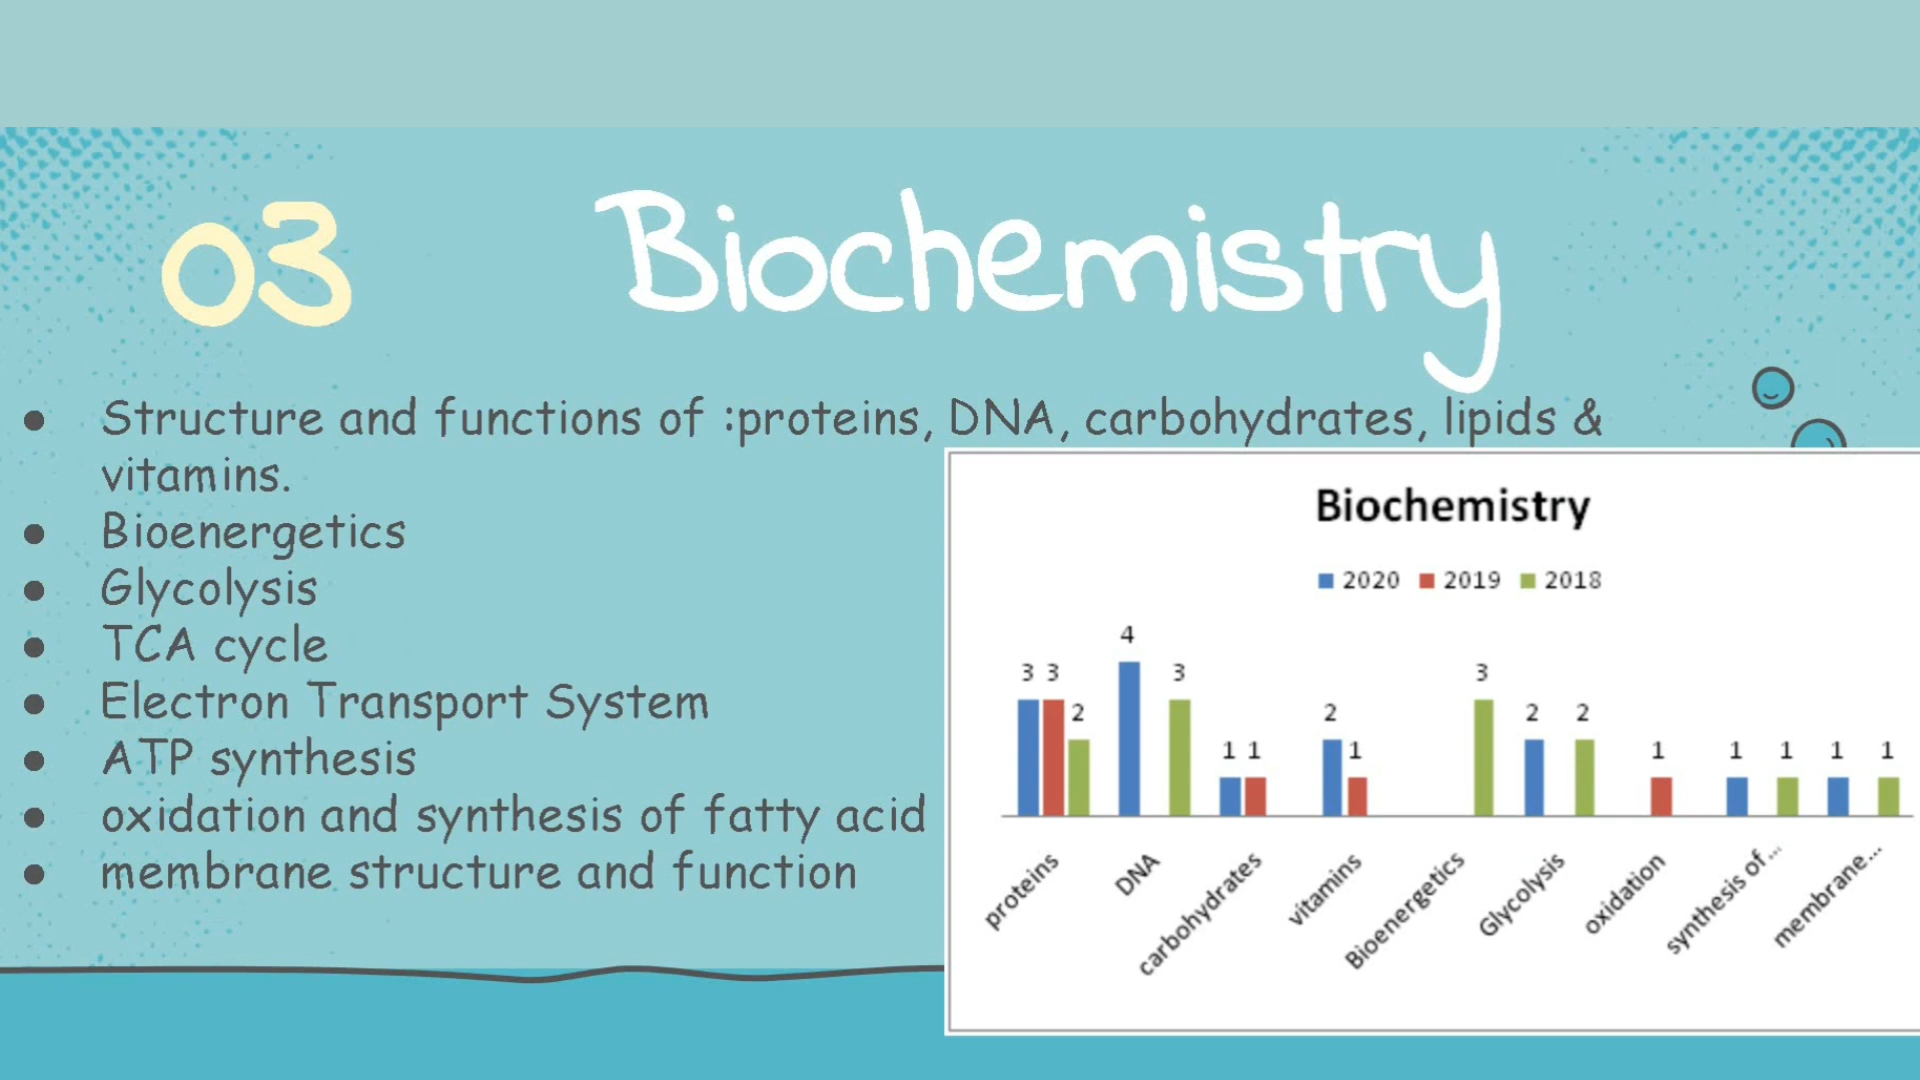 03
Biochemistry
● Structure and functions of :proteins, DNA, carbohydrates, lipids &
vitamins.
● Bioenergetics
● Glycolysis
● TCA cycle
● Electron Transport System
● ATP synthesis
● oxidation and synthesis of fatty acid
● membrane structure and function
Biochemistry
2020 2019 2018
4
3 3 3 3
2 2 2 2
1 1 1 1 1 1 1 1
proteins
DNA
carbohydrates
vitamins
Bioenergetics
Glycolysis
oxidation
synthesis of...
membrane...